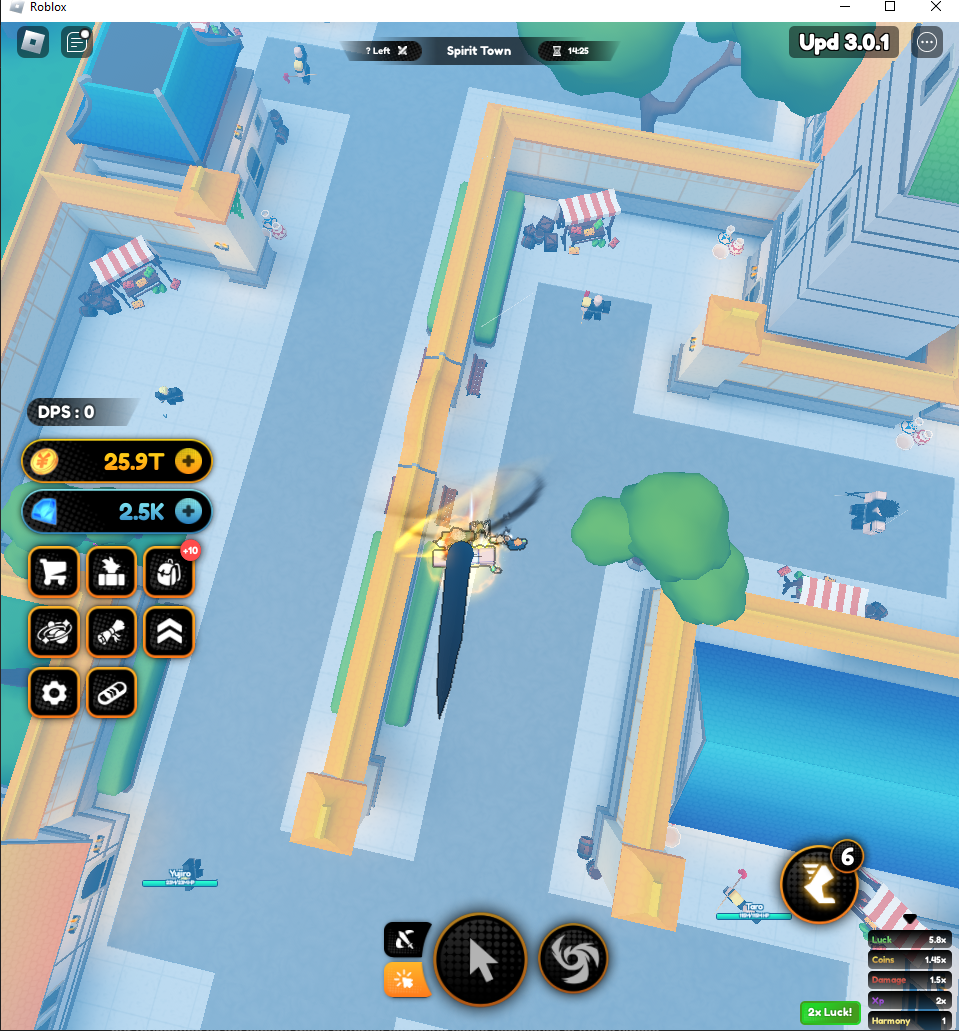 Roblox
? Left
Spirit Town
14:25
Upd 3.0.1
DPS : 0
25.9T
2.5K
+10
Yujiro
Taro
6
Luck 5.8x
Coins 1.45x
Damage 1.5x
Xp 2x
Harmony 1
2x Luck!